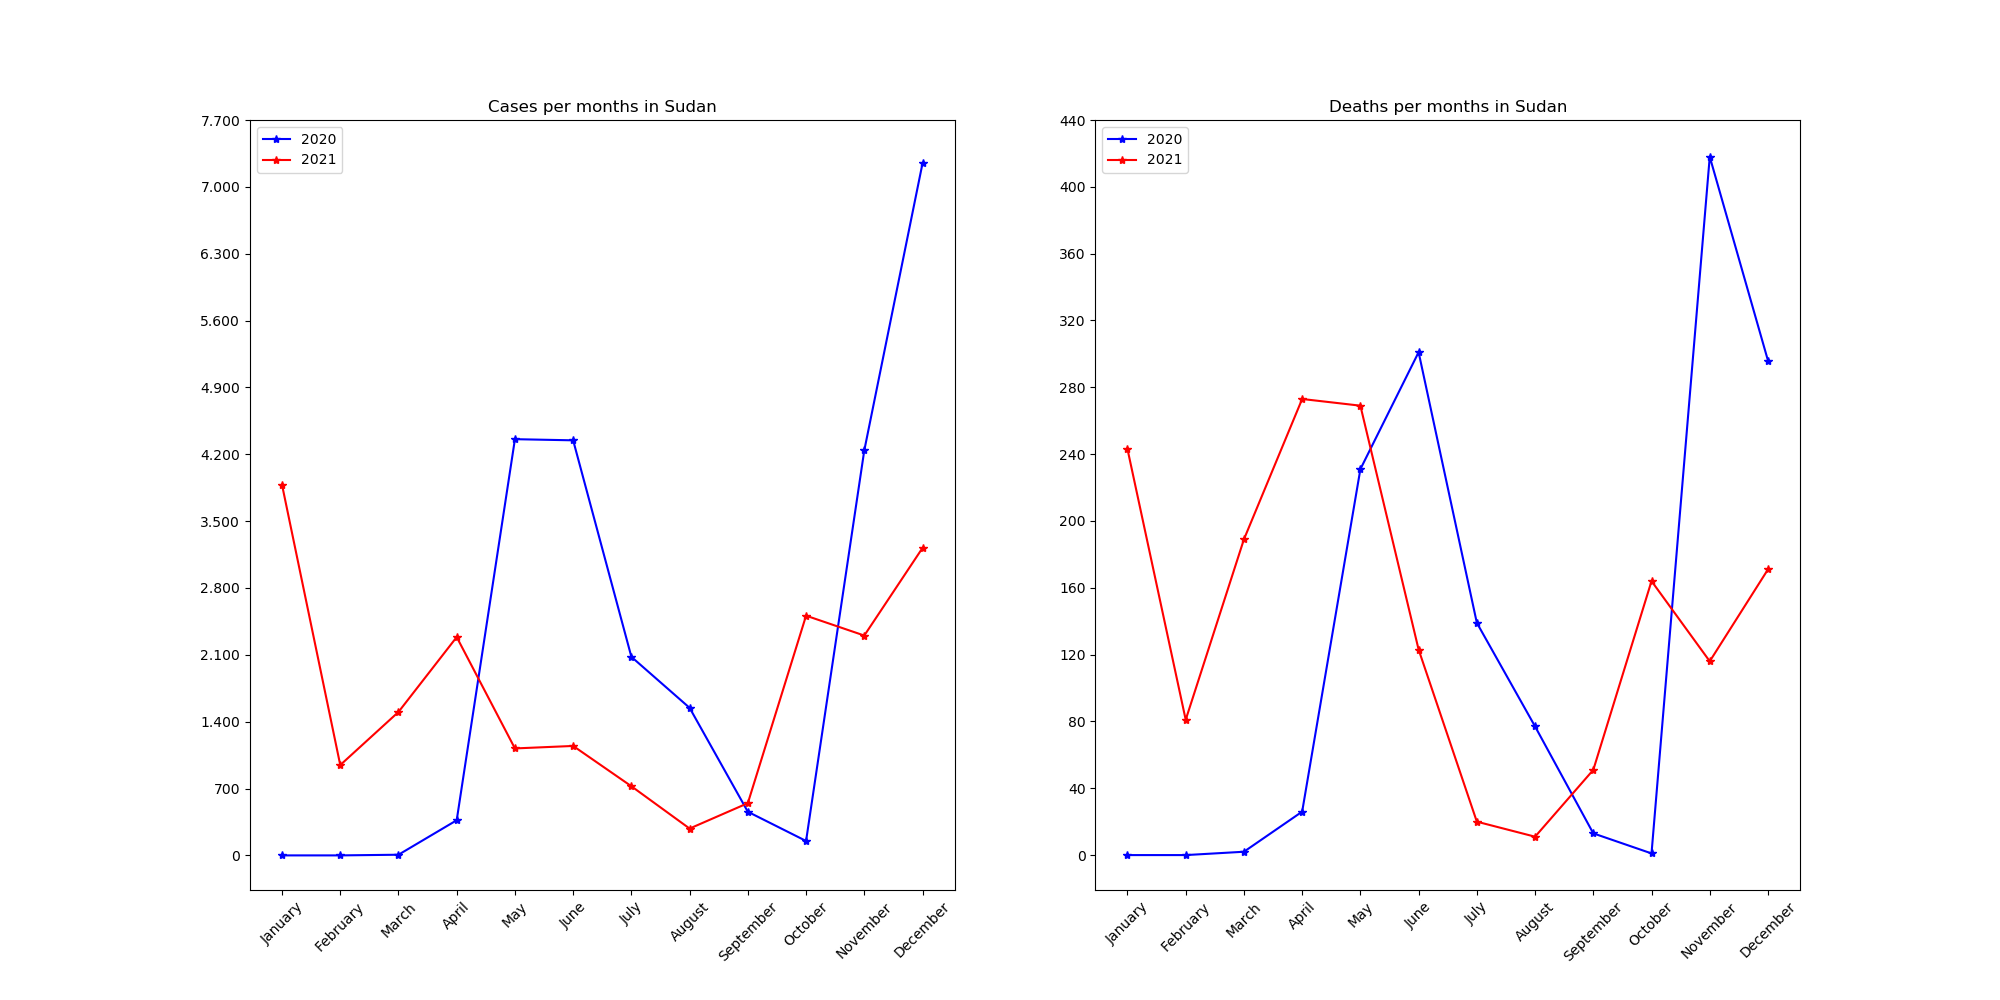 Cases per months in Sudan
7.700
7.000
6.300
5.600
4.900
4.200
3.500
2.800
2.100
1.400
700
0
2020
2021
January
February
March
April
May
June
July
August
September
October
November
December
Deaths per months in Sudan
440
400
360
320
280
240
200
160
120
80
40
0
2020
2021
January
February
March
April
May
June
July
August
September
October
November
December